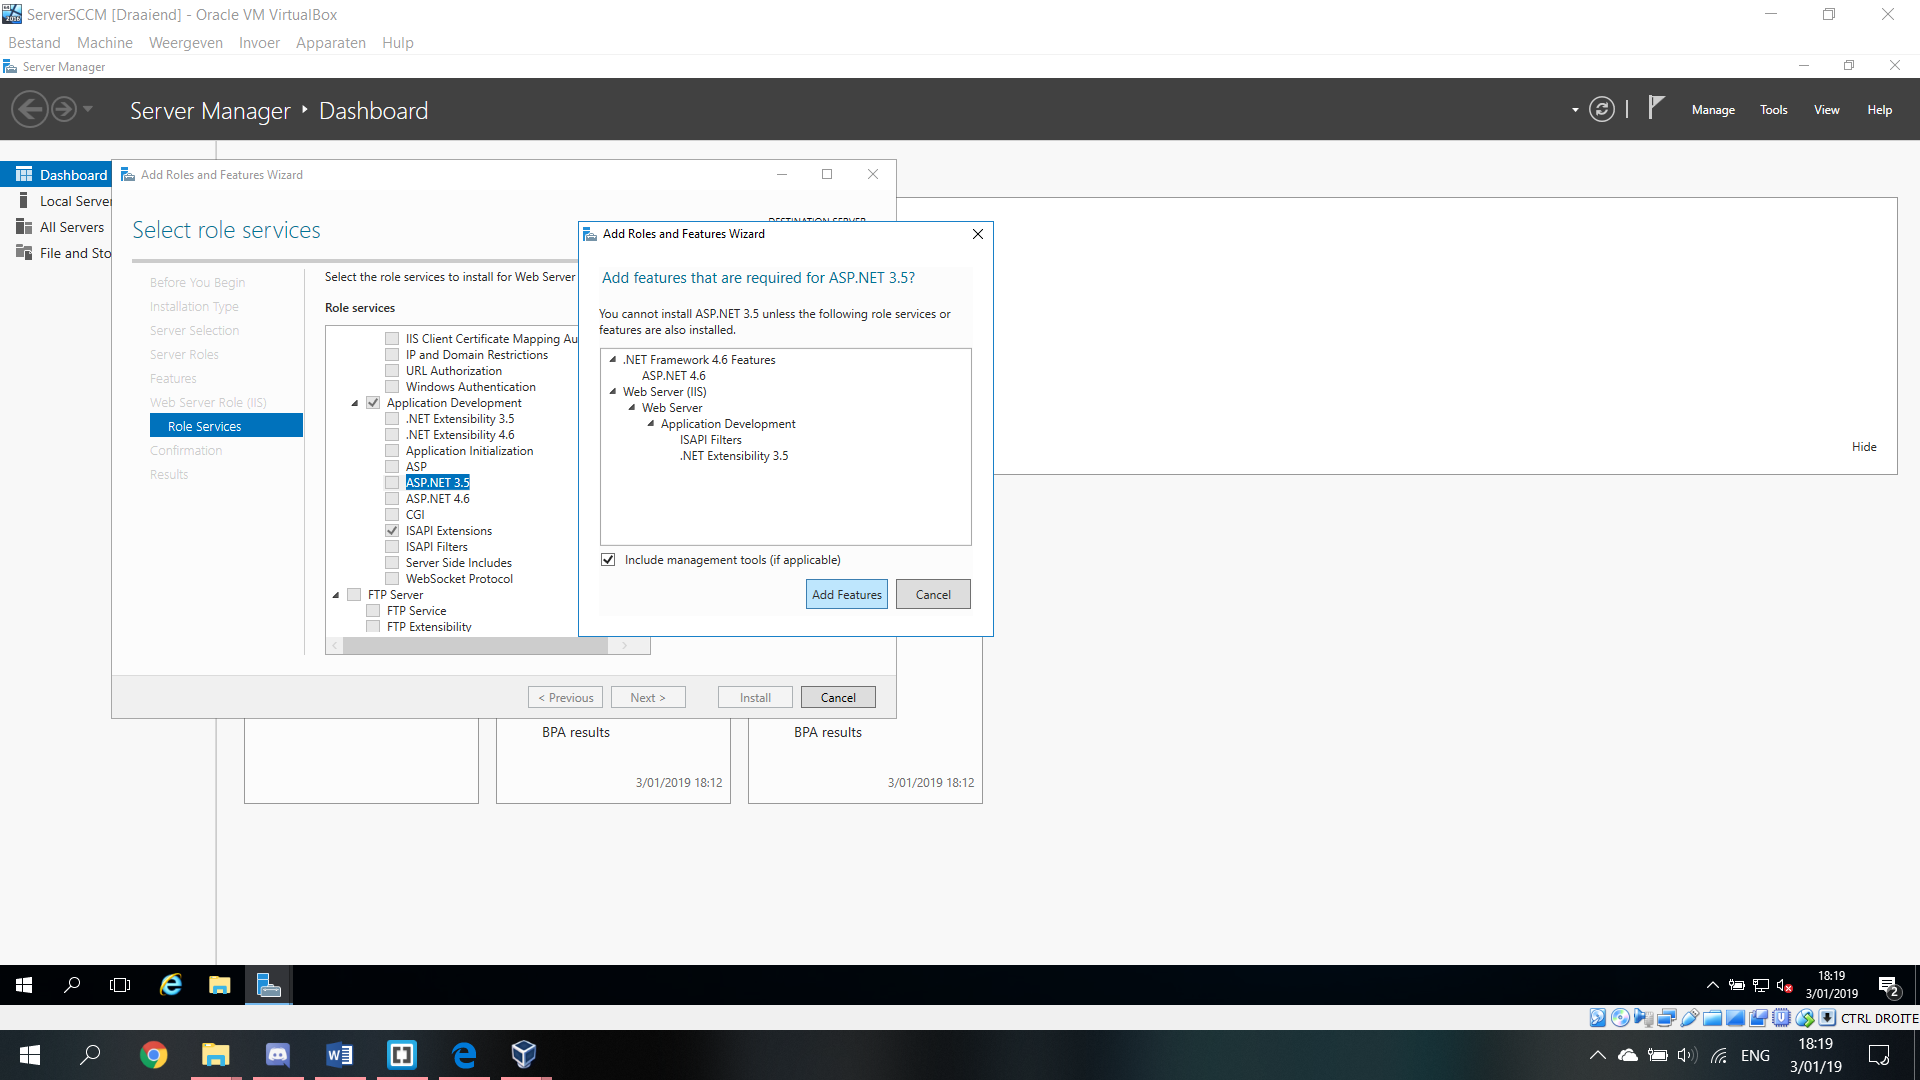 ServerSCCM [Draaiend] - Oracle VM VirtualBox
Bestand Machine Weergeven Invoer Apparaten Hulp
Server Manager
Server Manager Dashboard
Manage Tools View Help
Dashboard
Local Server
All Servers
File and Sto
Add Roles and Features Wizard
Select role services
DESTINATION SERVER
Before You Begin
Installation Type
Server Selection
Server Roles
Features
Web Server Role (IIS)
Role Services
Confirmation
Results
Select the role services to install for Web Server
Role services
IIS Client Certificate Mapping Au
IP and Domain Restrictions
URL Authorization
Windows Authentication
Application Development
.NET Extensibility 3.5
.NET Extensibility 4.6
Application Initialization
ASP
ASP.NET 3.5
ASP.NET 4.6
CGI
ISAPI Extensions
ISAPI Filters
Server Side Includes
WebSocket Protocol
FTP Server
FTP Service
FTP Extensibility
< Previous Next > Install Cancel
Add Roles and Features Wizard
Add features that are required for ASP.NET 3.5?
You cannot install ASP.NET 3.5 unless the following role services or
features are also installed.
.NET Framework 4.6 Features
ASP.NET 4.6
Web Server (IIS)
Web Server
Application Development
ISAPI Filters
.NET Extensibility 3.5
Include management tools (if applicable)
Add Features Cancel
Hide
BPA results BPA results
3/01/2019 18:12 3/01/2019 18:12
18:19
3/01/2019
2
CTRL DROITE
ENG
18:19
3/01/19